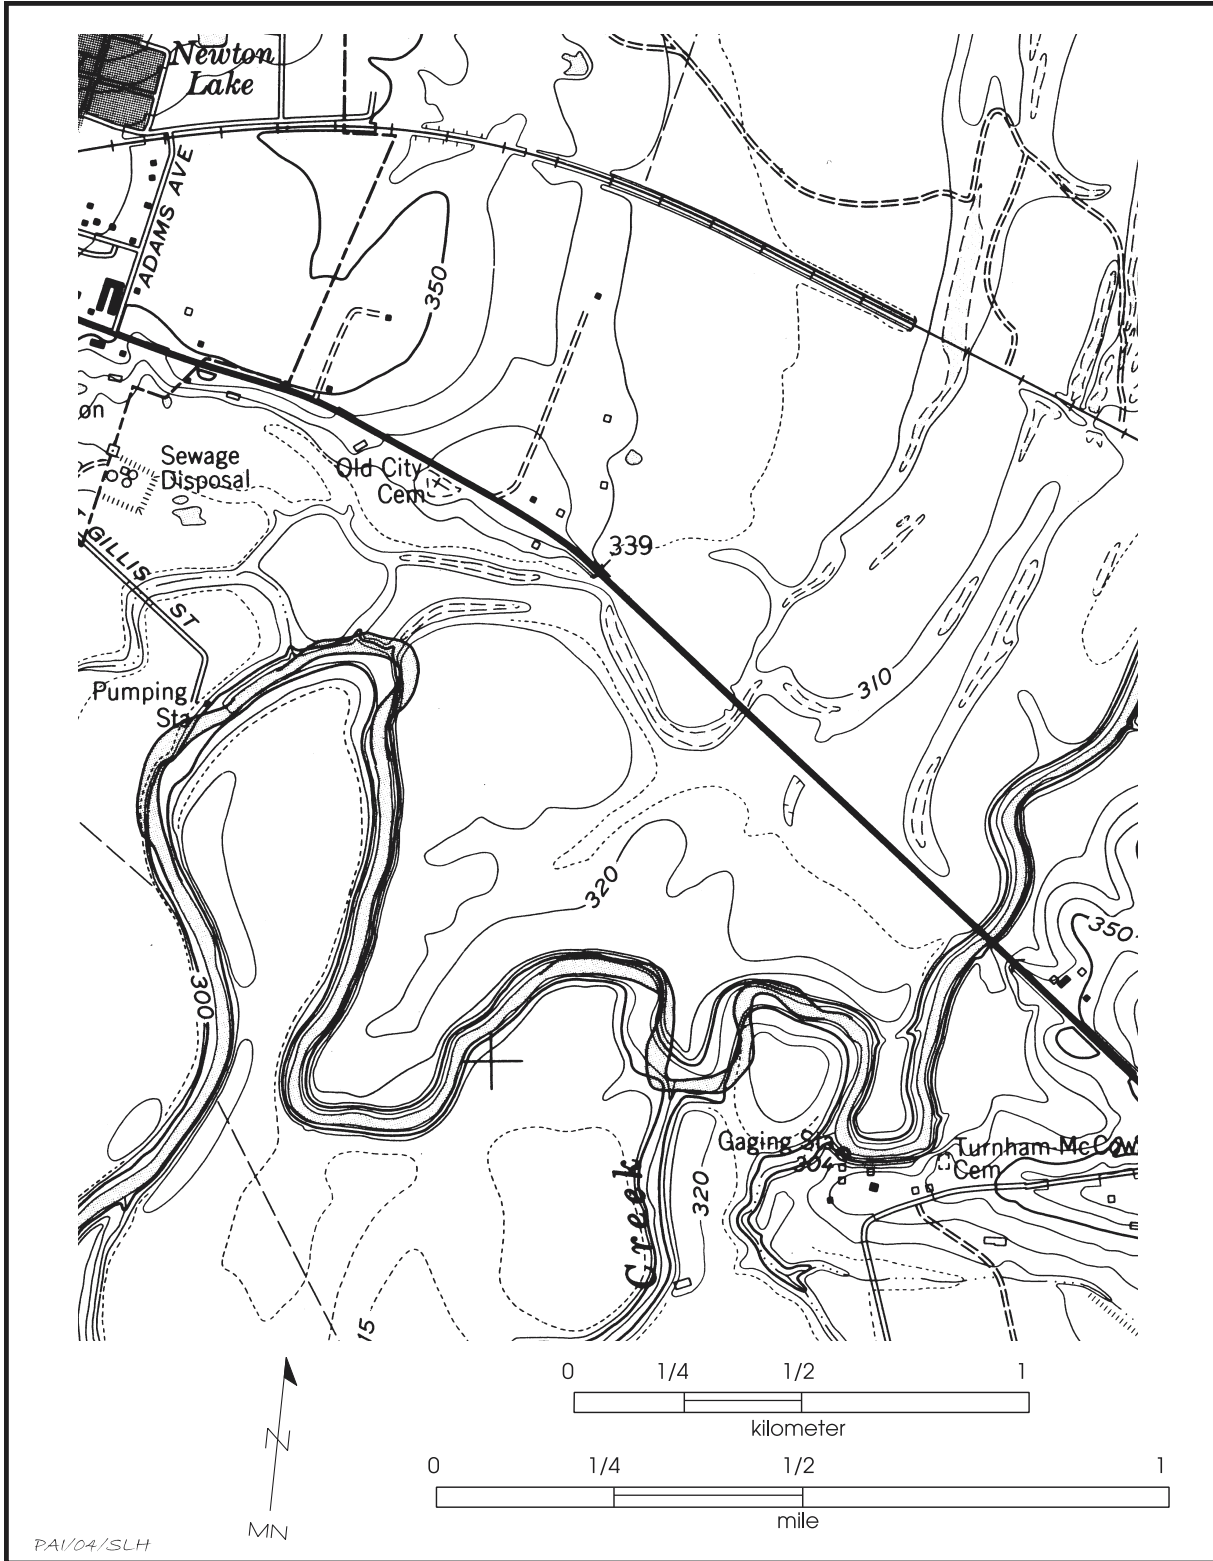 Newton
Lake
ADAMS AVE
350
on
Sewage
Disposal
Old City
Cem
339
GILLIS ST
Pumping
Sta
310
320
350
300
Gaging Sta
304
Turnham-McCow
Cem
Creek
320
15
0 1/4 1/2 1
kilometer
0 1/4 1/2 1
mile
N
MN
PAI/04/SLH